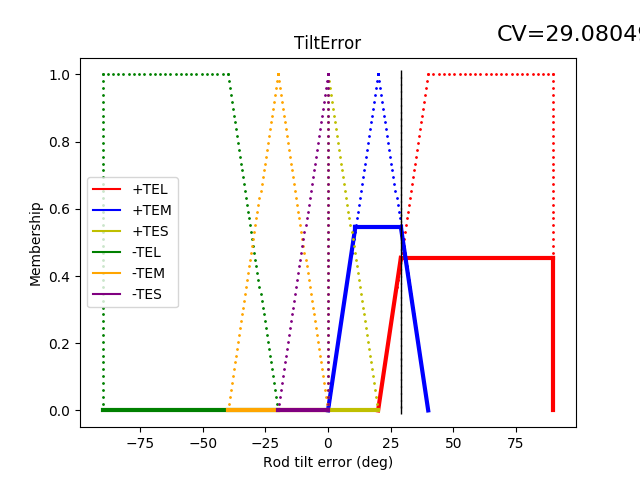 CV=29.08049
TiltError
1.0
0.8
0.6
0.4
0.2
0.0
Membership
+TEL
+TEM
+TES
-TEL
-TEM
-TES
−75
−50
−25
0
25
50
75
Rod tilt error (deg)